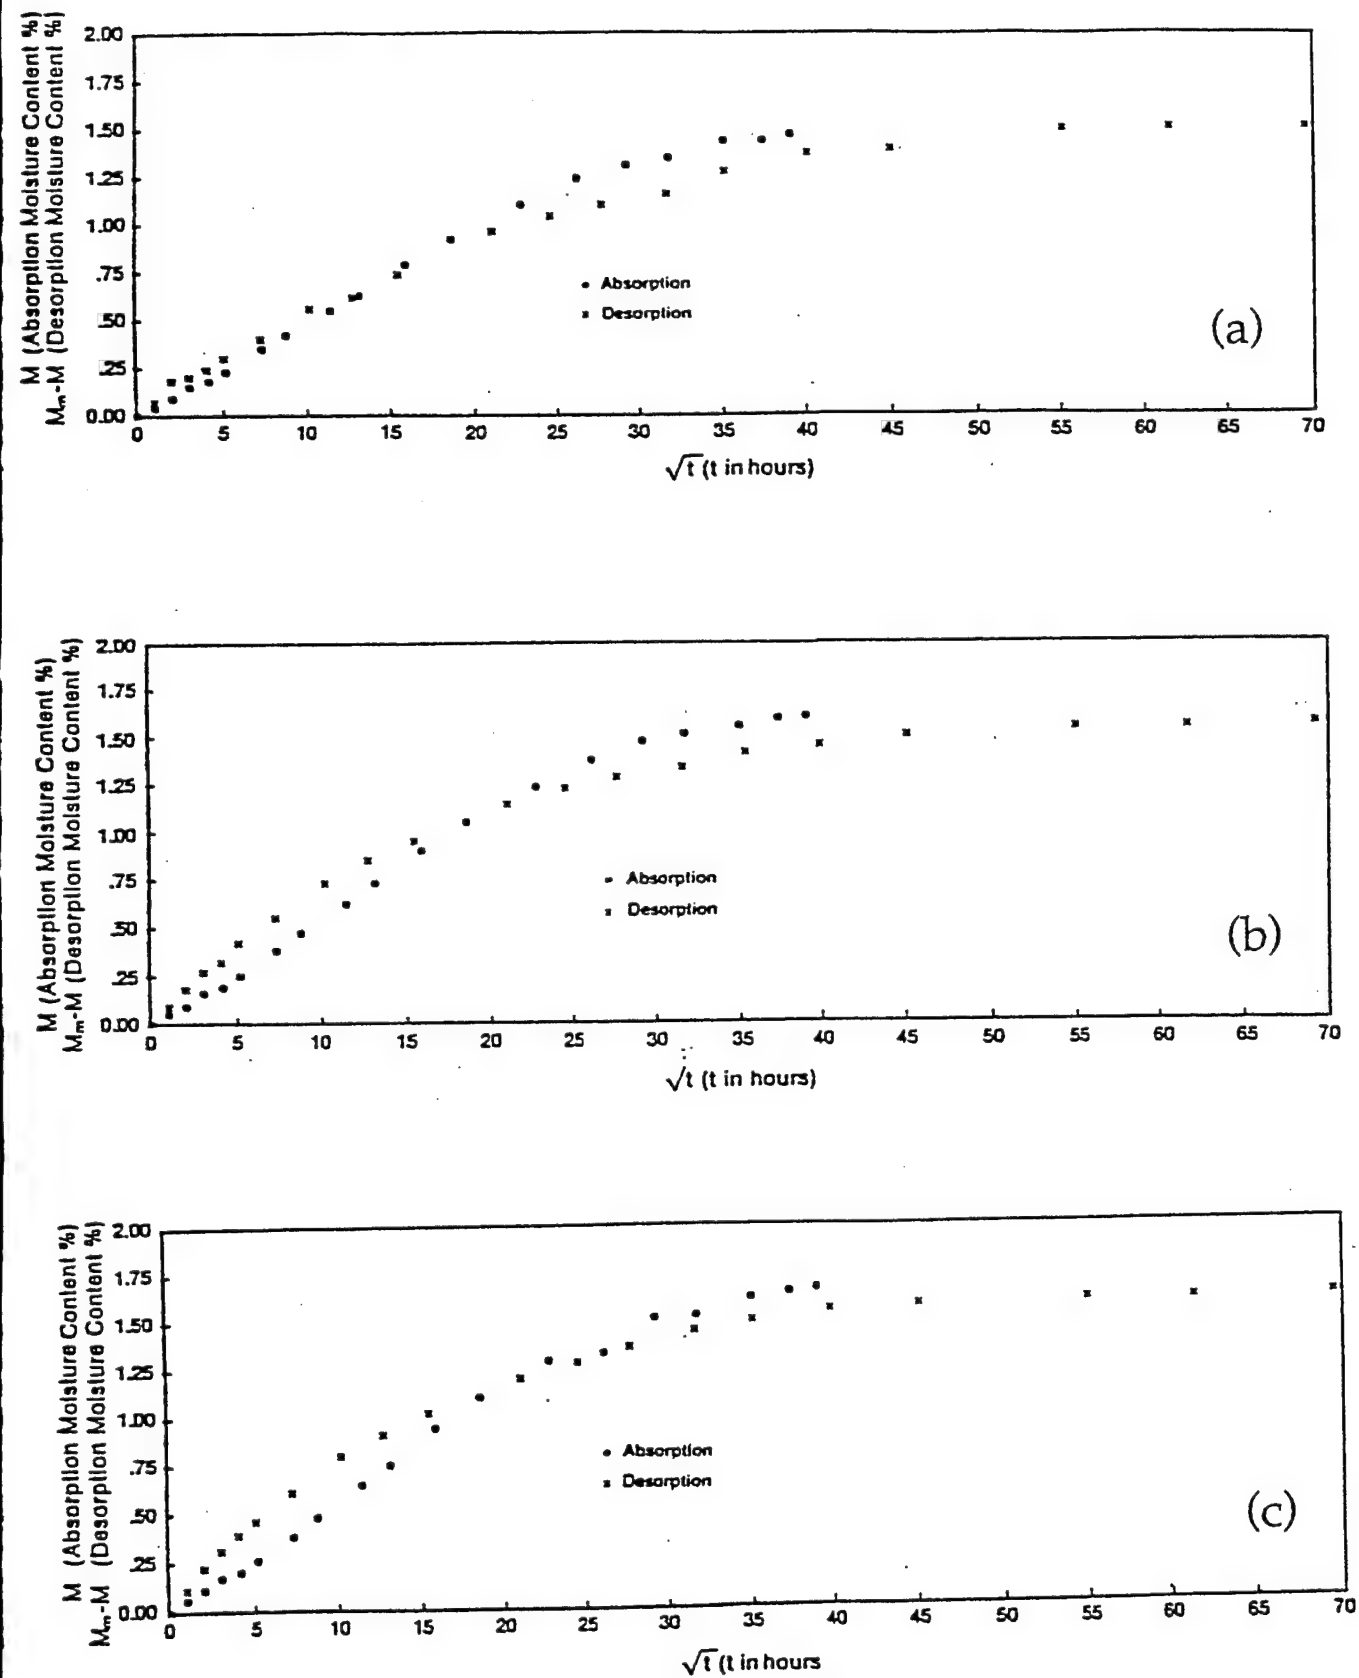 M (Absorption Moisture Content %)
Mₘ-M (Desorption Moisture Content %)
2.00
1.75
1.50
1.25
1.00
.75
.50
.25
0.00
0 5 10 15 20 25 30 35 40 45 50 55 60 65 70
Absorption
Desorption
(a)
√t (t in hours)
M (Absorption Moisture Content %)
Mₘ-M (Desorption Moisture Content %)
2.00
1.75
1.50
1.25
1.00
.75
.50
.25
0.00
0 5 10 15 20 25 30 35 40 45 50 55 60 65 70
Absorption
Desorption
(b)
√t (t in hours)
M (Absorption Moisture Content %)
Mₘ-M (Desorption Moisture Content %)
2.00
1.75
1.50
1.25
1.00
.75
.50
.25
0.00
0 5 10 15 20 25 30 35 40 45 50 55 60 65 70
Absorption
Desorption
(c)
√t (t in hours